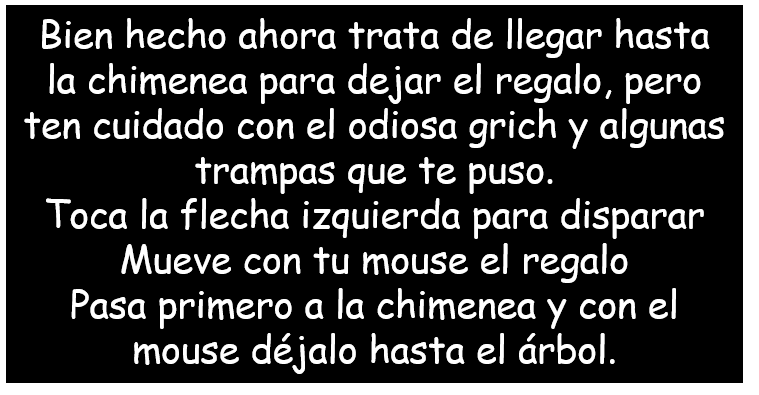 Bien hecho ahora trata de llegar hasta
la chimenea para dejar el regalo, pero
ten cuidado con el odiosa grich y algunas
trampas que te puso.
Toca la flecha izquierda para disparar
Mueve con tu mouse el regalo
Pasa primero a la chimenea y con el
mouse déjalo hasta el árbol.